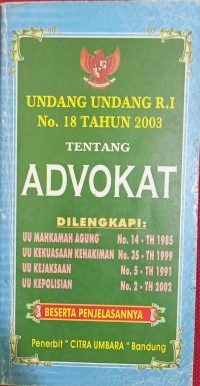 UNDANG UNDANG R.I
No. 18 TAHUN 2003
TENTANG
ADVOKAT
DILENGKAPI:
UU MAHKAMAH AGUNG No. 14 - TH 1985
UU KEKUASAAN KEHAKIMAN No. 35 - TH 1999
UU KEJAKSAAN No. 5 - TH 1991
UU KEPOLISIAN No. 2 - TH 2002
BESERTA PENJELASANNYA
Penerbit " CITRA UMBARA " Bandung